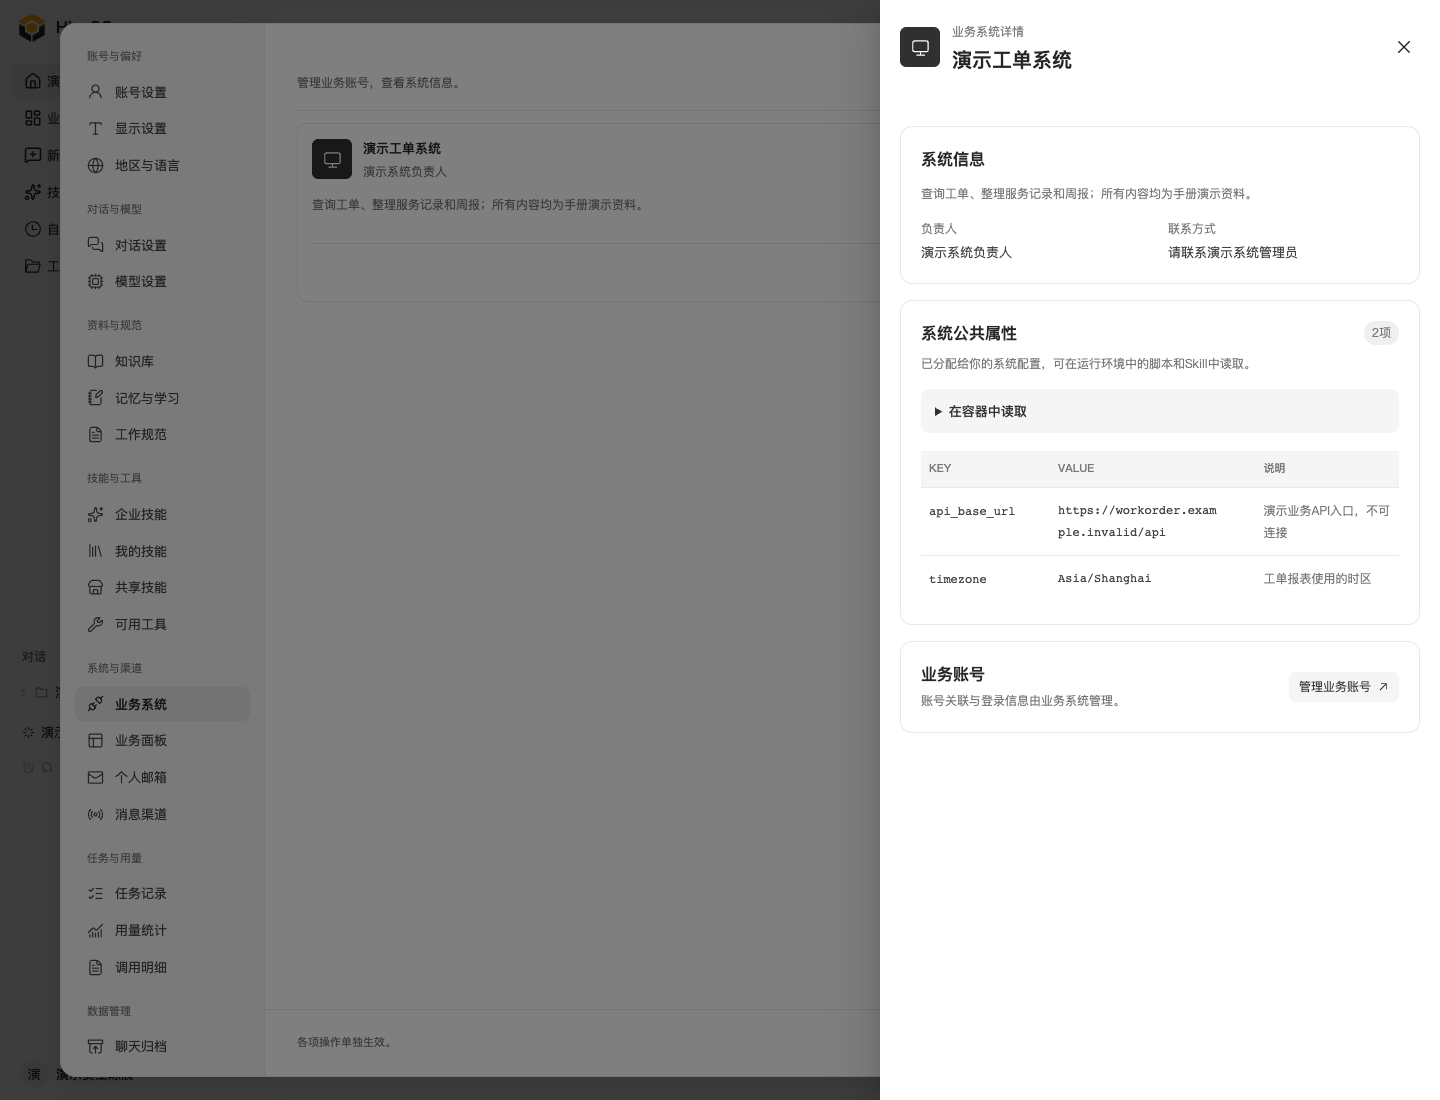 账号与偏好
账号设置
显示设置
地区与语言
对话与模型
对话设置
模型设置
资料与规范
知识库
记忆与学习
工作规范
技能与工具
企业技能
我的技能
共享技能
可用工具
系统与渠道
业务系统
业务面板
个人邮箱
消息渠道
任务与用量
任务记录
用量统计
调用明细
数据管理
聊天归档
对话
演
管理业务账号，查看系统信息。
演示工单系统
演示系统负责人
查询工单、整理服务记录和周报；所有内容均为手册演示资料。
各项操作单独生效。
业务系统详情
演示工单系统
系统信息
查询工单、整理服务记录和周报；所有内容均为手册演示资料。
负责人
联系方式
演示系统负责人
请联系演示系统管理员
系统公共属性
2项
已分配给你的系统配置，可在运行环境中的脚本和Skill中读取。
在容器中读取
KEY VALUE 说明
api_base_url
https://workorder.exam
ple.invalid/api
演示业务API入口，不可
连接
timezone
Asia/Shanghai
工单报表使用的时区
业务账号
账号关联与登录信息由业务系统管理。
管理业务账号